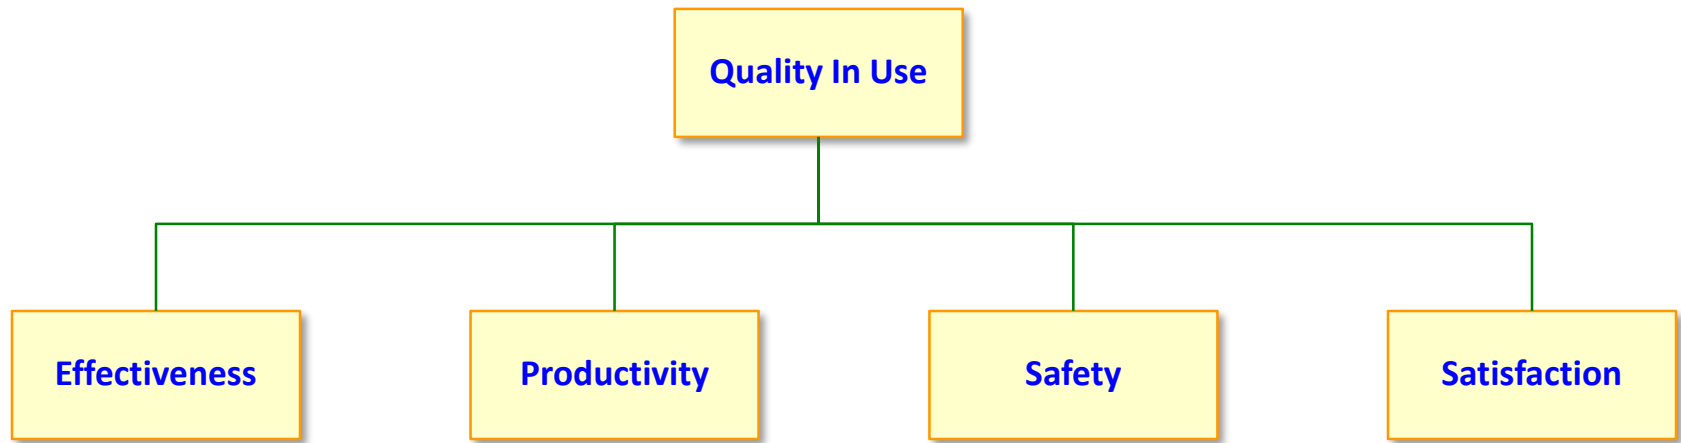 Quality In Use
Effectiveness
Productivity
Safety
Satisfaction